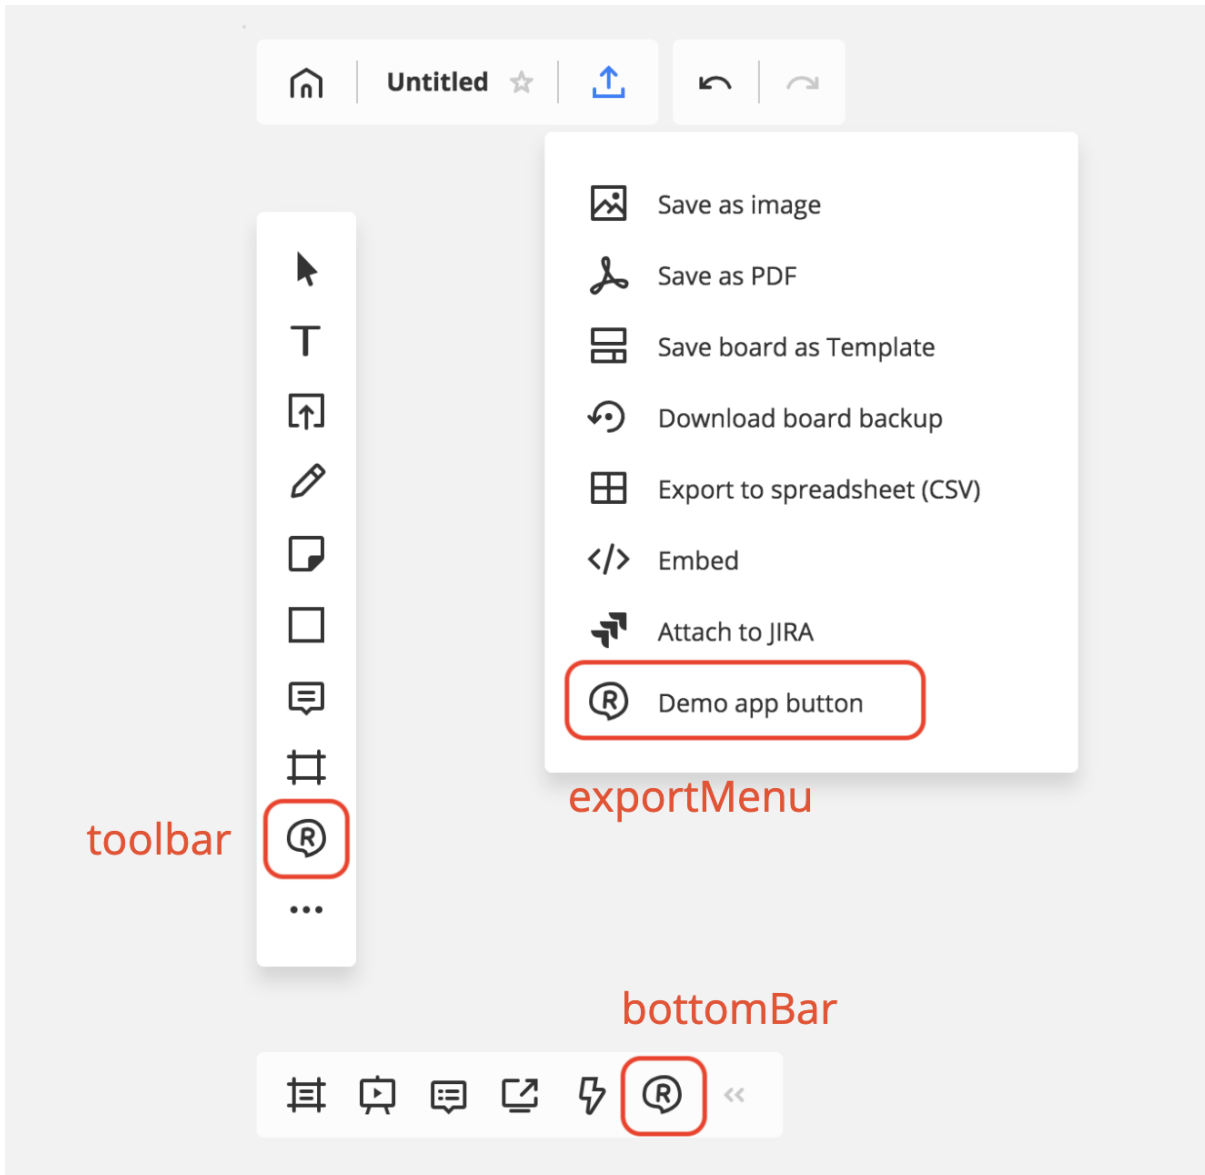 Untitled
Save as image
Save as PDF
Save board as Template
Download board backup
Export to spreadsheet (CSV)
Embed
Attach to JIRA
R Demo app button
exportMenu
T
toolbar R
bottomBar
R